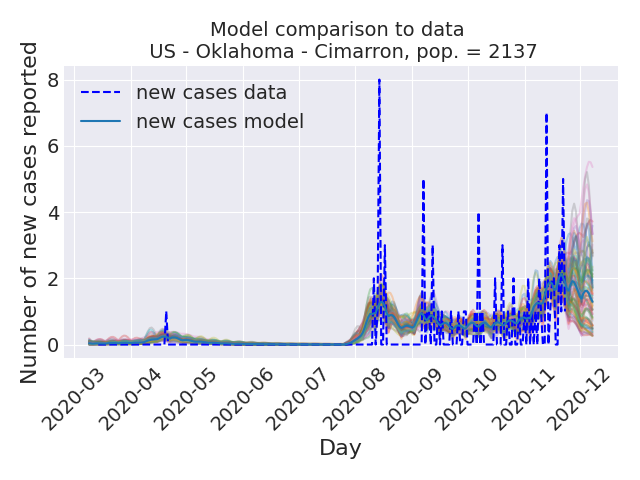 Model comparison to data
US - Oklahoma - Cimarron, pop. = 2137
Number of new cases reported
8
6
4
2
0
new cases data
new cases model
2020-03
2020-04
2020-05
2020-06
2020-07
2020-08
2020-09
2020-10
2020-11
2020-12
Day